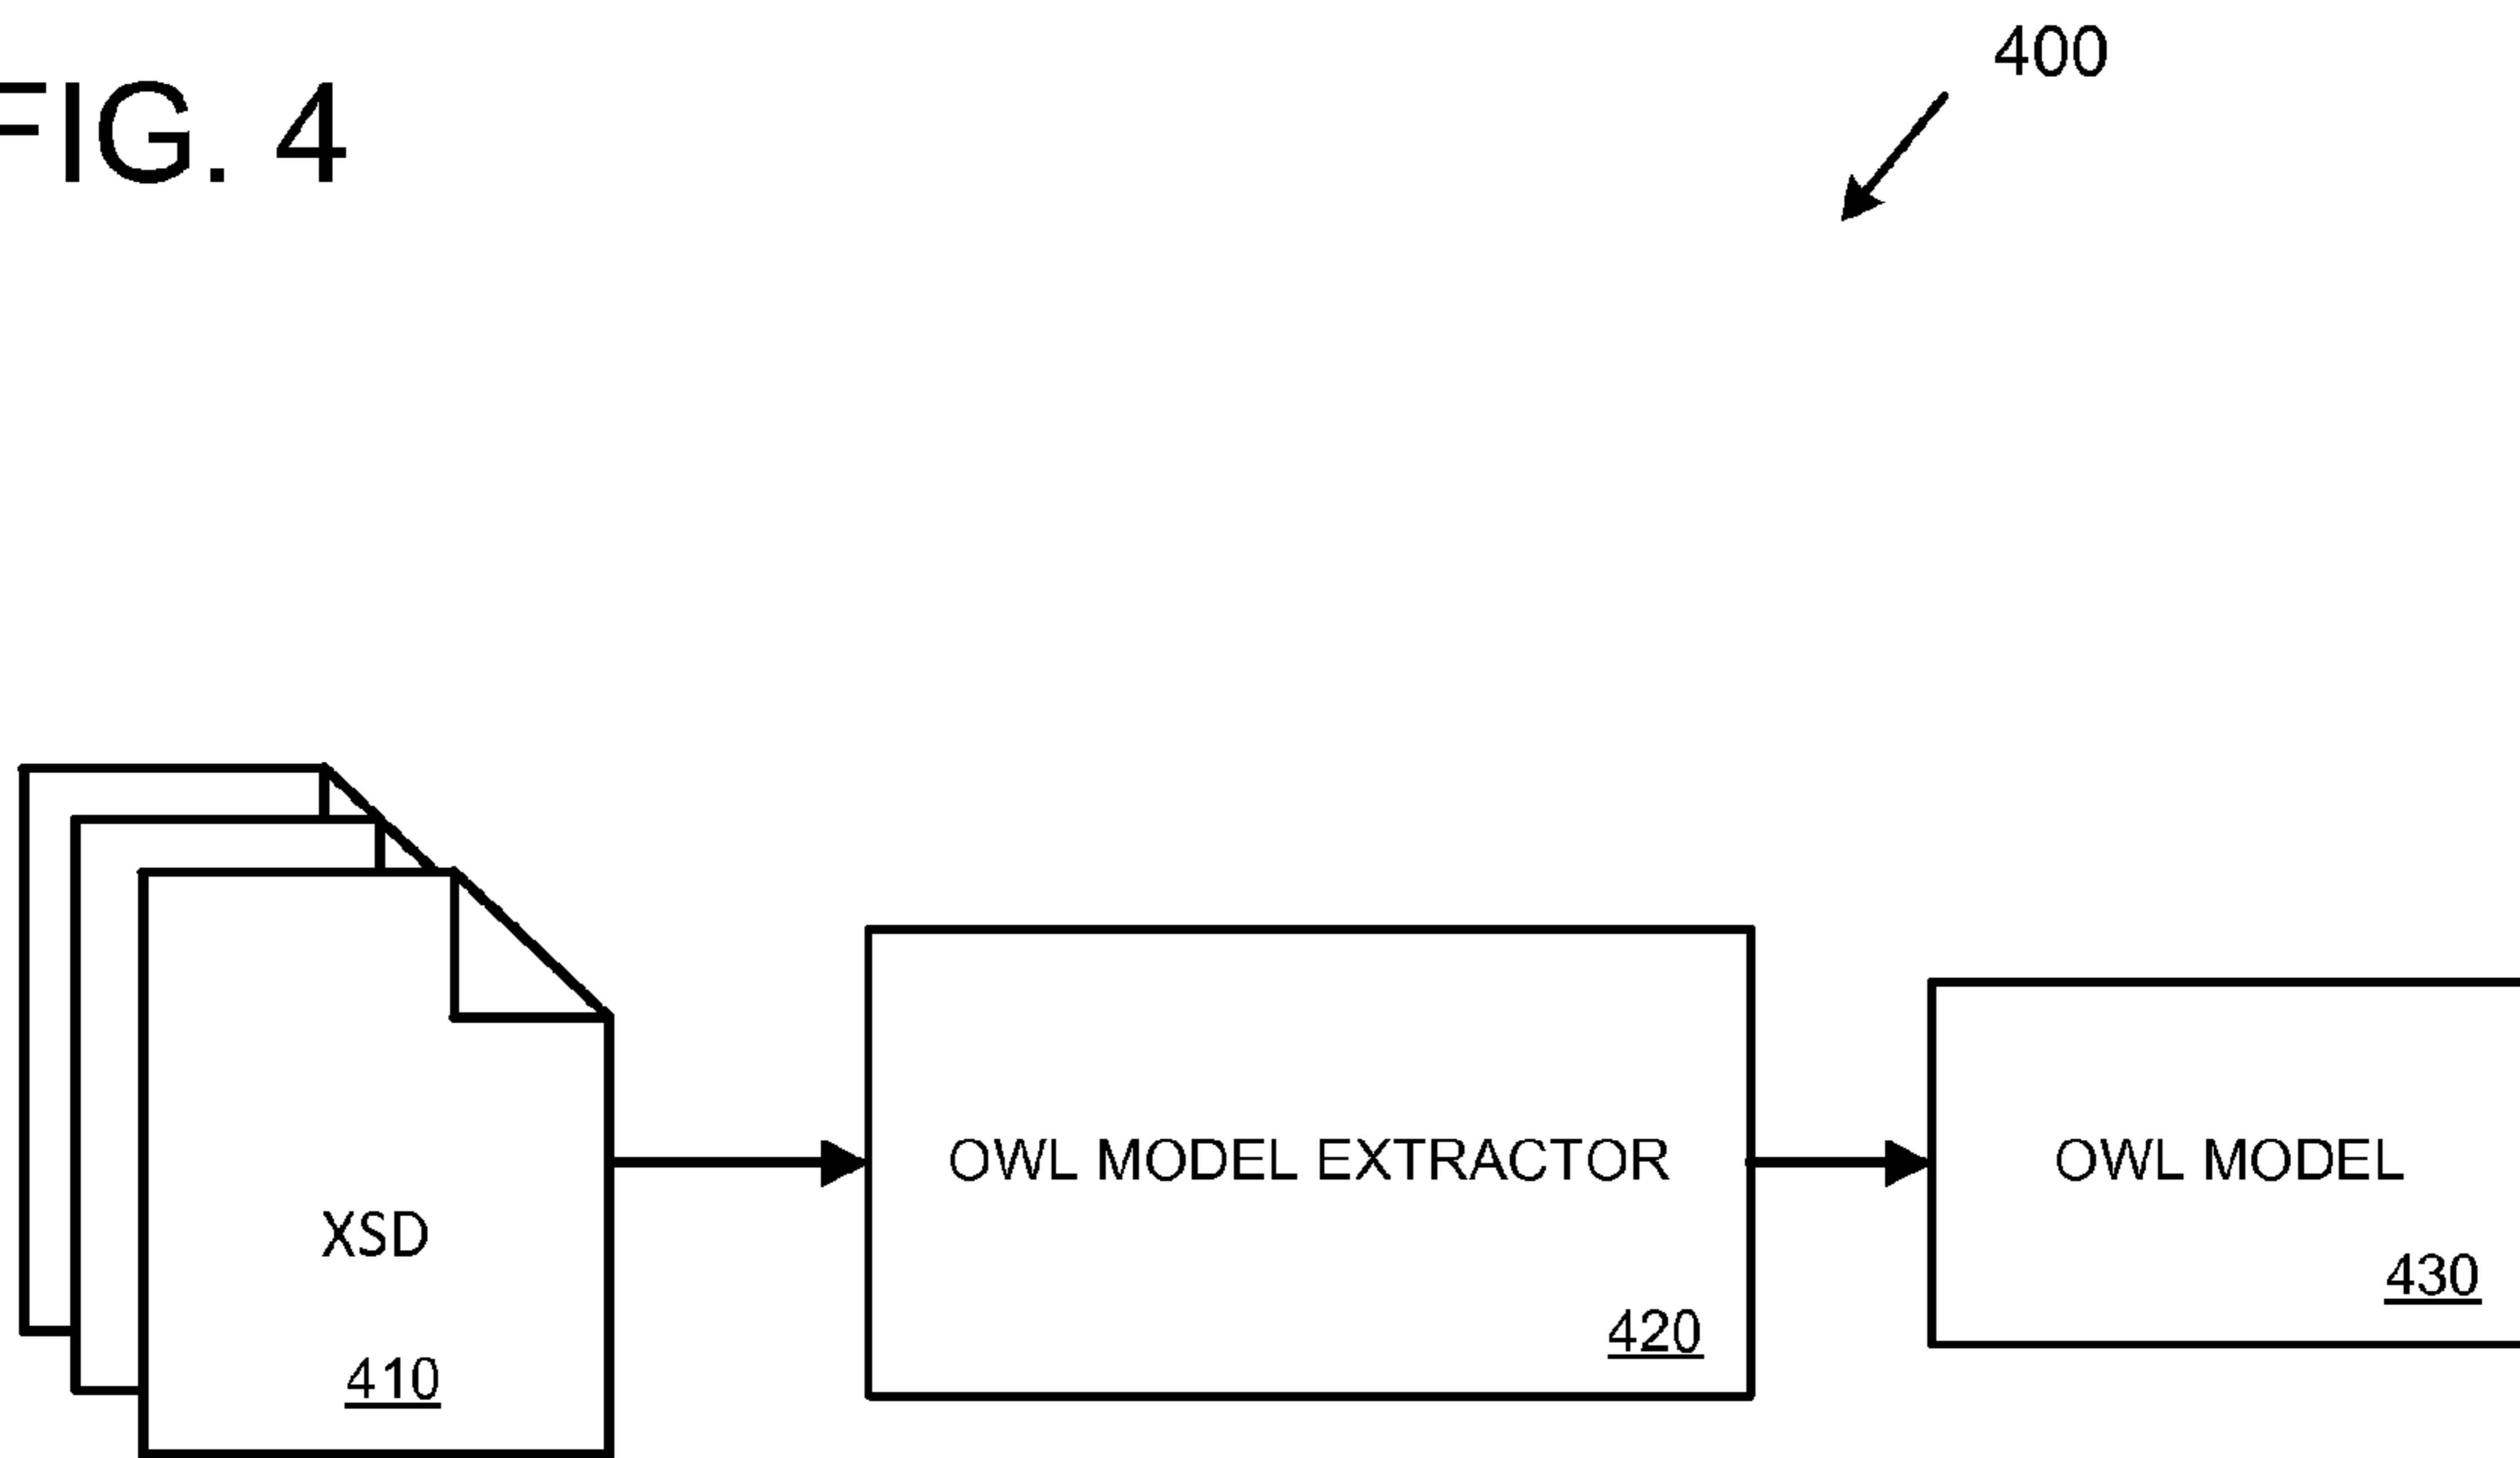 FIG. 4
400
XSD
410
OWL MODEL EXTRACTOR
420
OWL MODEL
430